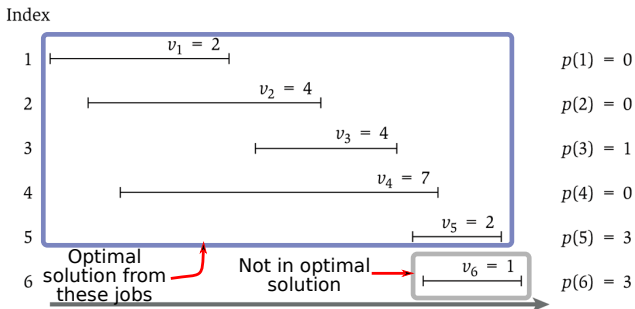 Index
1 v₁ = 2 p(1) = 0
2 v₂ = 4 p(2) = 0
3 v₃ = 4 p(3) = 1
4 v₄ = 7 p(4) = 0
5 v₅ = 2 p(5) = 3
Optimal
solution from
these jobs
Not in optimal
solution
6 v₆ = 1 p(6) = 3